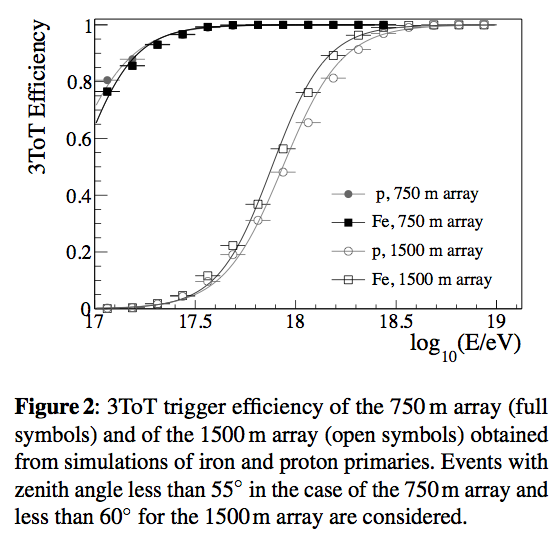 3ToT Efficiency
1
0.8
0.6
0.4
0.2
0
p, 750 m array
Fe, 750 m array
p, 1500 m array
Fe, 1500 m array
17 17.5 18 18.5 19
log10(E/eV)
Figure 2: 3ToT trigger efficiency of the 750 m array (full
symbols) and of the 1500 m array (open symbols) obtained
from simulations of iron and proton primaries. Events with
zenith angle less than 55° in the case of the 750 m array and
less than 60° for the 1500 m array are considered.